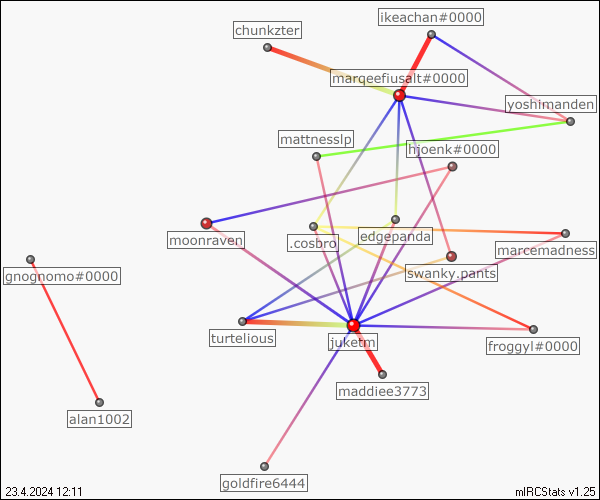 ikeachan#0000
chunkzter
marqeefiusalt#0000
yoshimanden
mattnesslp
hjoenk#0000
moonraven
.cosbro
edgepanda
marcemadness
gnognomo#0000
swanky.pants
turtelious
juketm
froggyl#0000
maddiee3773
alan1002
goldfire6444
23.4.2024 12:11
mIRCStats v1.25